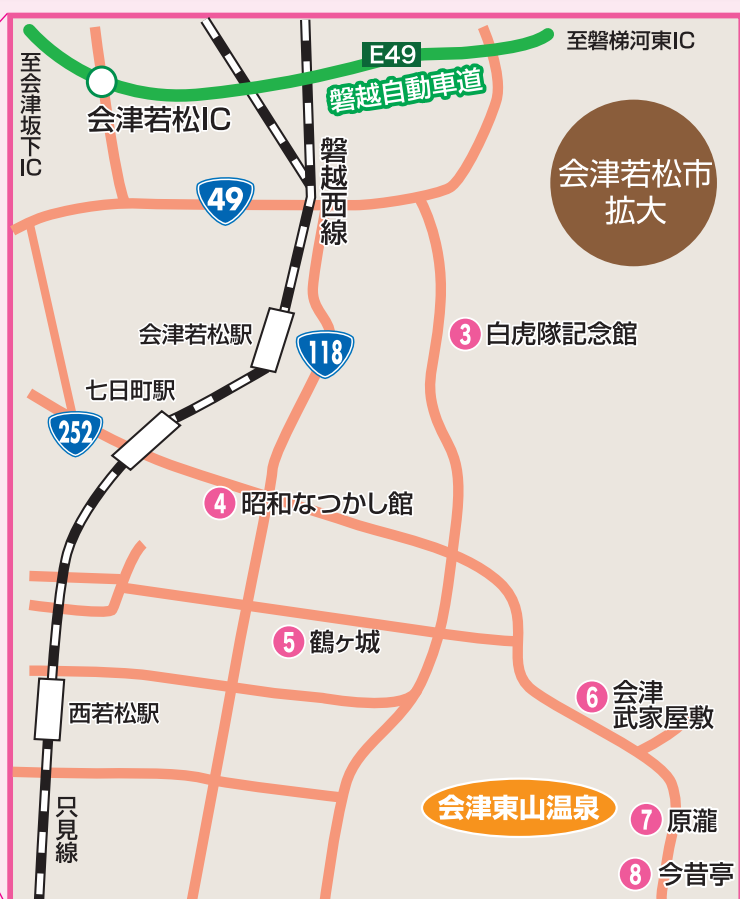 至磐梯河東IC
E49
磐越自動車道
至会津坂下IC
会津若松IC
会津若松市
拡大
49
磐越西線
会津若松駅
118
3 白虎隊記念館
七日町駅
252
4 昭和なつかし館
5 鶴ヶ城
6 会津
武家屋敷
西若松駅
只見線
会津東山温泉
7 原瀧
8 今昔亭